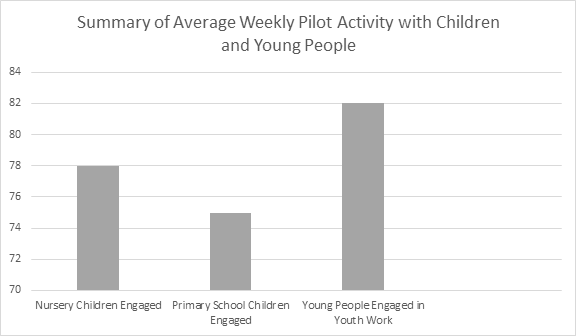 Summary of Average Weekly Pilot Activity with Children
and Young People
84
82
80
78
76
74
72
70
Nursery Children Engaged
Primary School Children
Engaged
Young People Engaged in
Youth Work